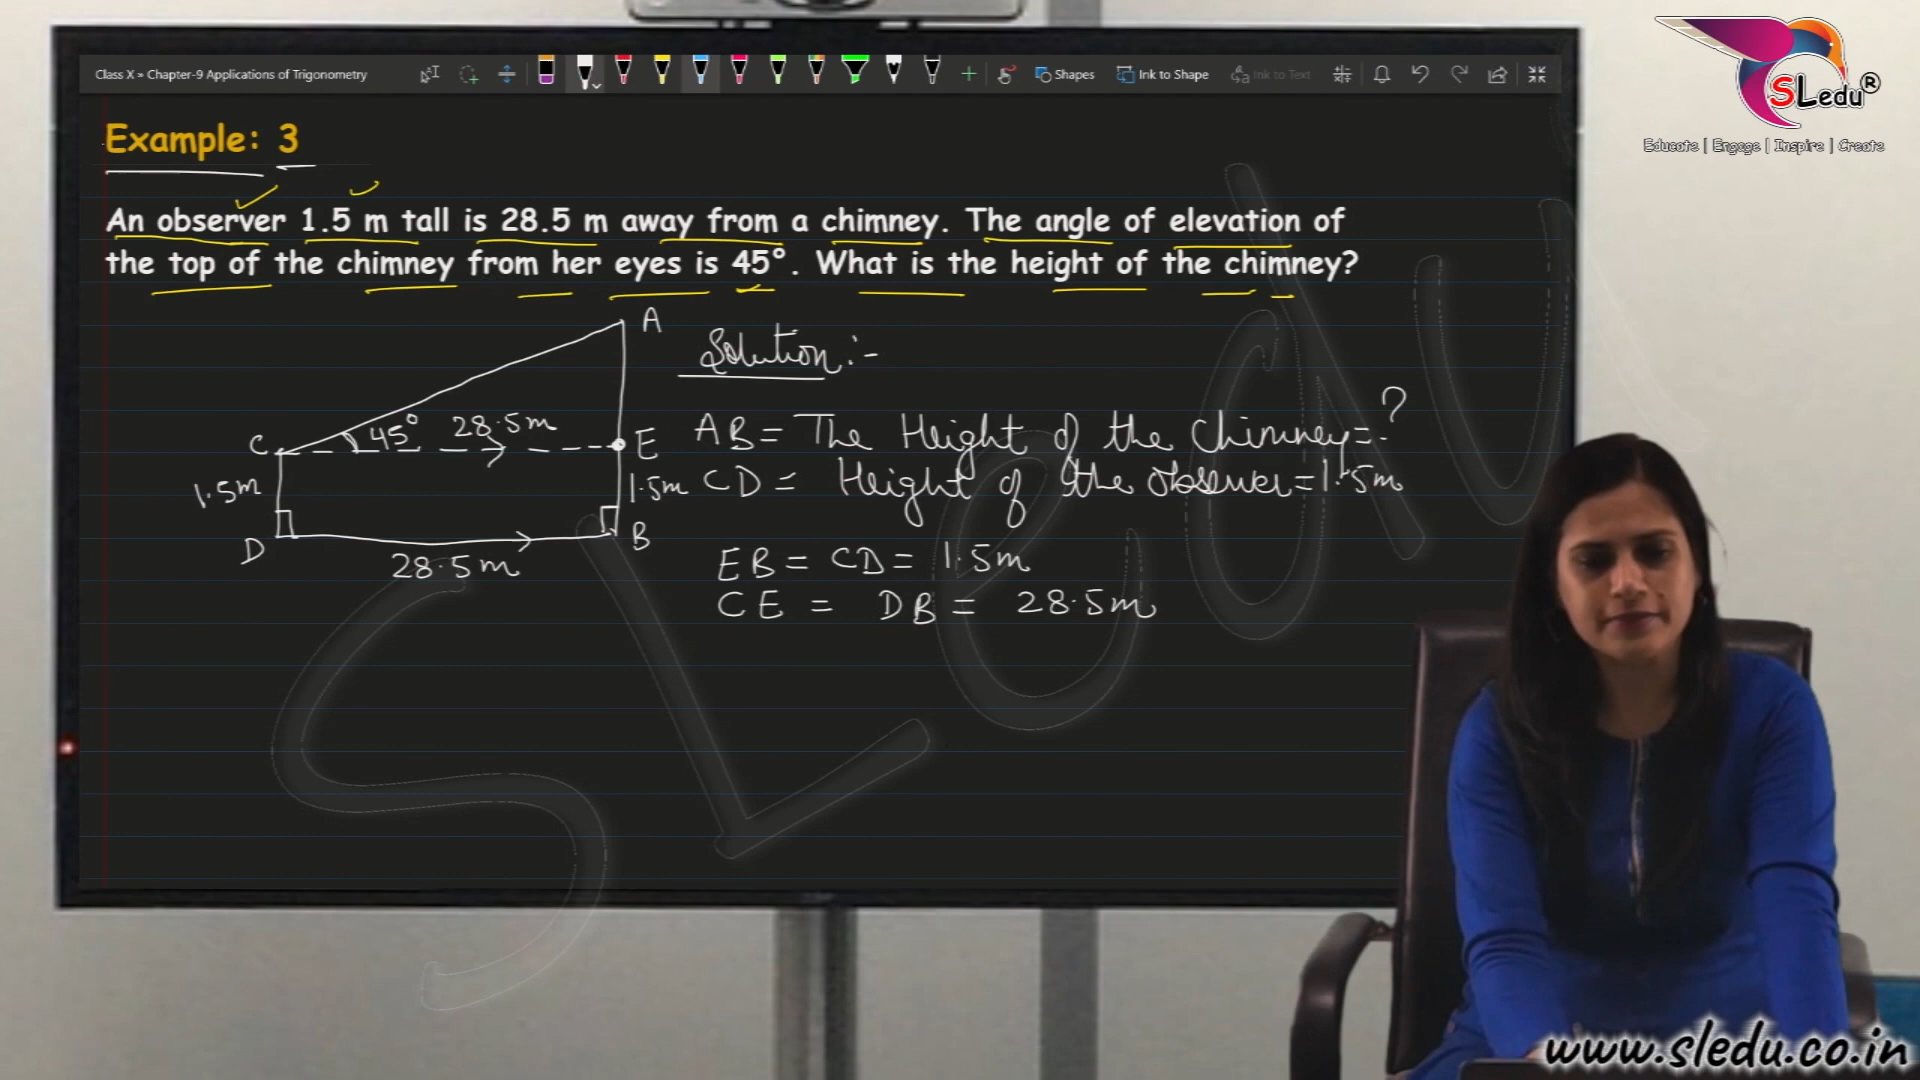 Class X » Chapter-9 Applications of Trigonometry
Shapes
Ink to Shape
Ink to Text
SLedu®
Educate | Engage | Inspire | Create
Example: 3
An observer 1.5 m tall is 28.5 m away from a chimney. The angle of elevation of
the top of the chimney from her eyes is 45°. What is the height of the chimney?
A
Solution:-
C 45° 28.5m E
1.5m
1.5m
D 28.5m B
AB = The Height of the chimney = ?
CD = Height of the observer = 1.5m
EB = CD = 1.5m
CE = DB = 28.5m
SLedu
www.sledu.co.in